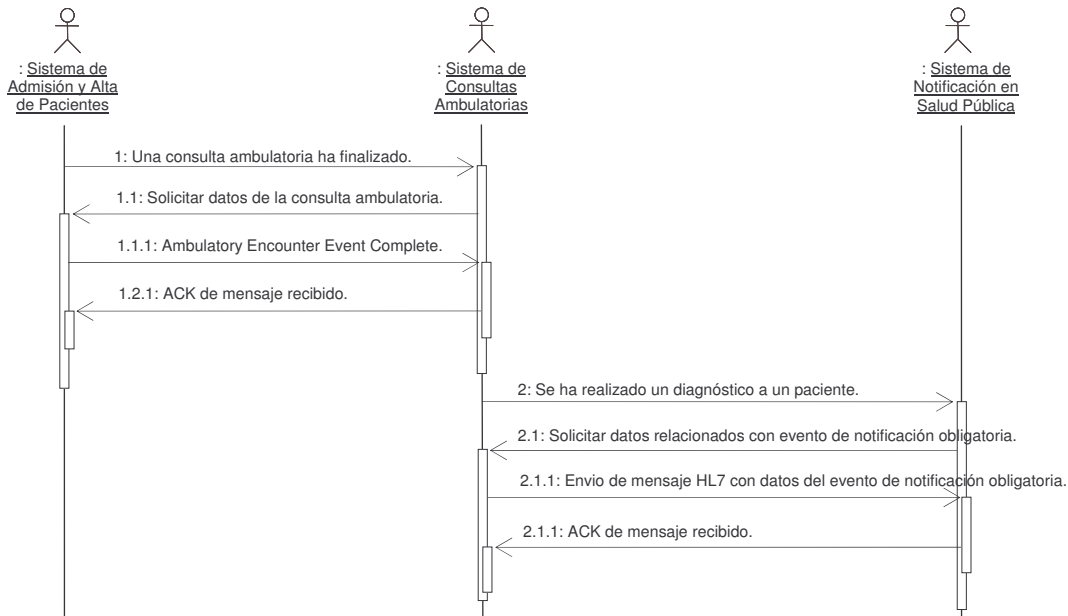 : Sistema de
Admisión y Alta
de Pacientes
: Sistema de
Consultas
Ambulatorias
: Sistema de
Notificación en
Salud Pública
1: Una consulta ambulatoria ha finalizado.
1.1: Solicitar datos de la consulta ambulatoria.
1.1.1: Ambulatory Encounter Event Complete.
1.2.1: ACK de mensaje recibido.
2: Se ha realizado un diagnóstico a un paciente.
2.1: Solicitar datos relacionados con evento de notificación obligatoria.
2.1.1: Envio de mensaje HL7 con datos del evento de notificación obligatoria.
2.1.1: ACK de mensaje recibido.